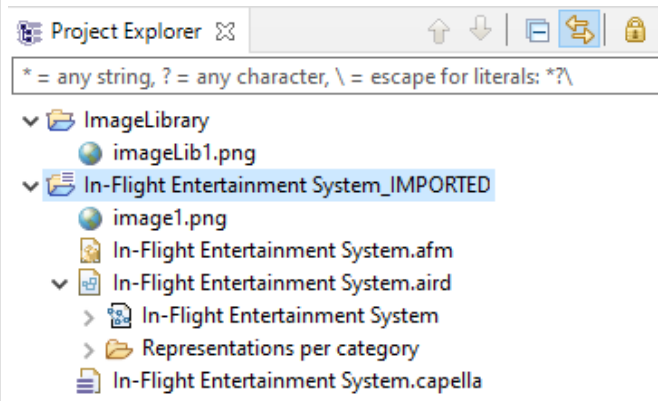 Project Explorer
* = any string, ? = any character, \ = escape for literals: *?\
ImageLibrary
imageLib1.png
In-Flight Entertainment System_IMPORTED
image1.png
In-Flight Entertainment System.afm
In-Flight Entertainment System.aird
In-Flight Entertainment System
Representations per category
In-Flight Entertainment System.capella